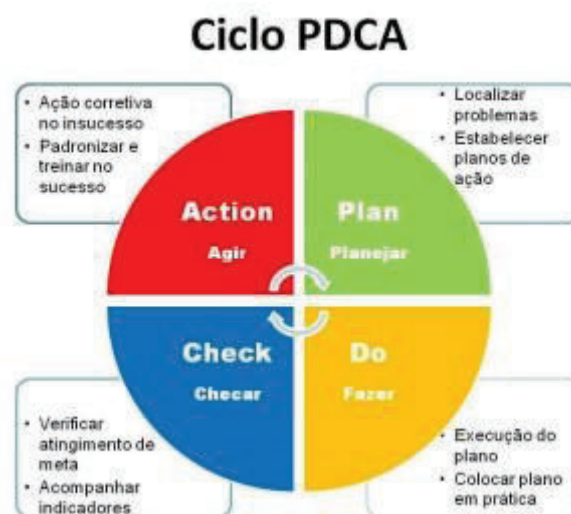 Ciclo PDCA
• Ação corretiva
no insucesso
• Padronizar e
treinar no
sucesso
• Localizar
problemas
• Estabelecer
planos de
ação
Action
Agir
Plan
Planejar
Check
Checar
Do
Fazer
• Verificar
atingimento de
meta
• Acompanhar
indicadores
• Execução do
plano
• Colocar plano
em prática